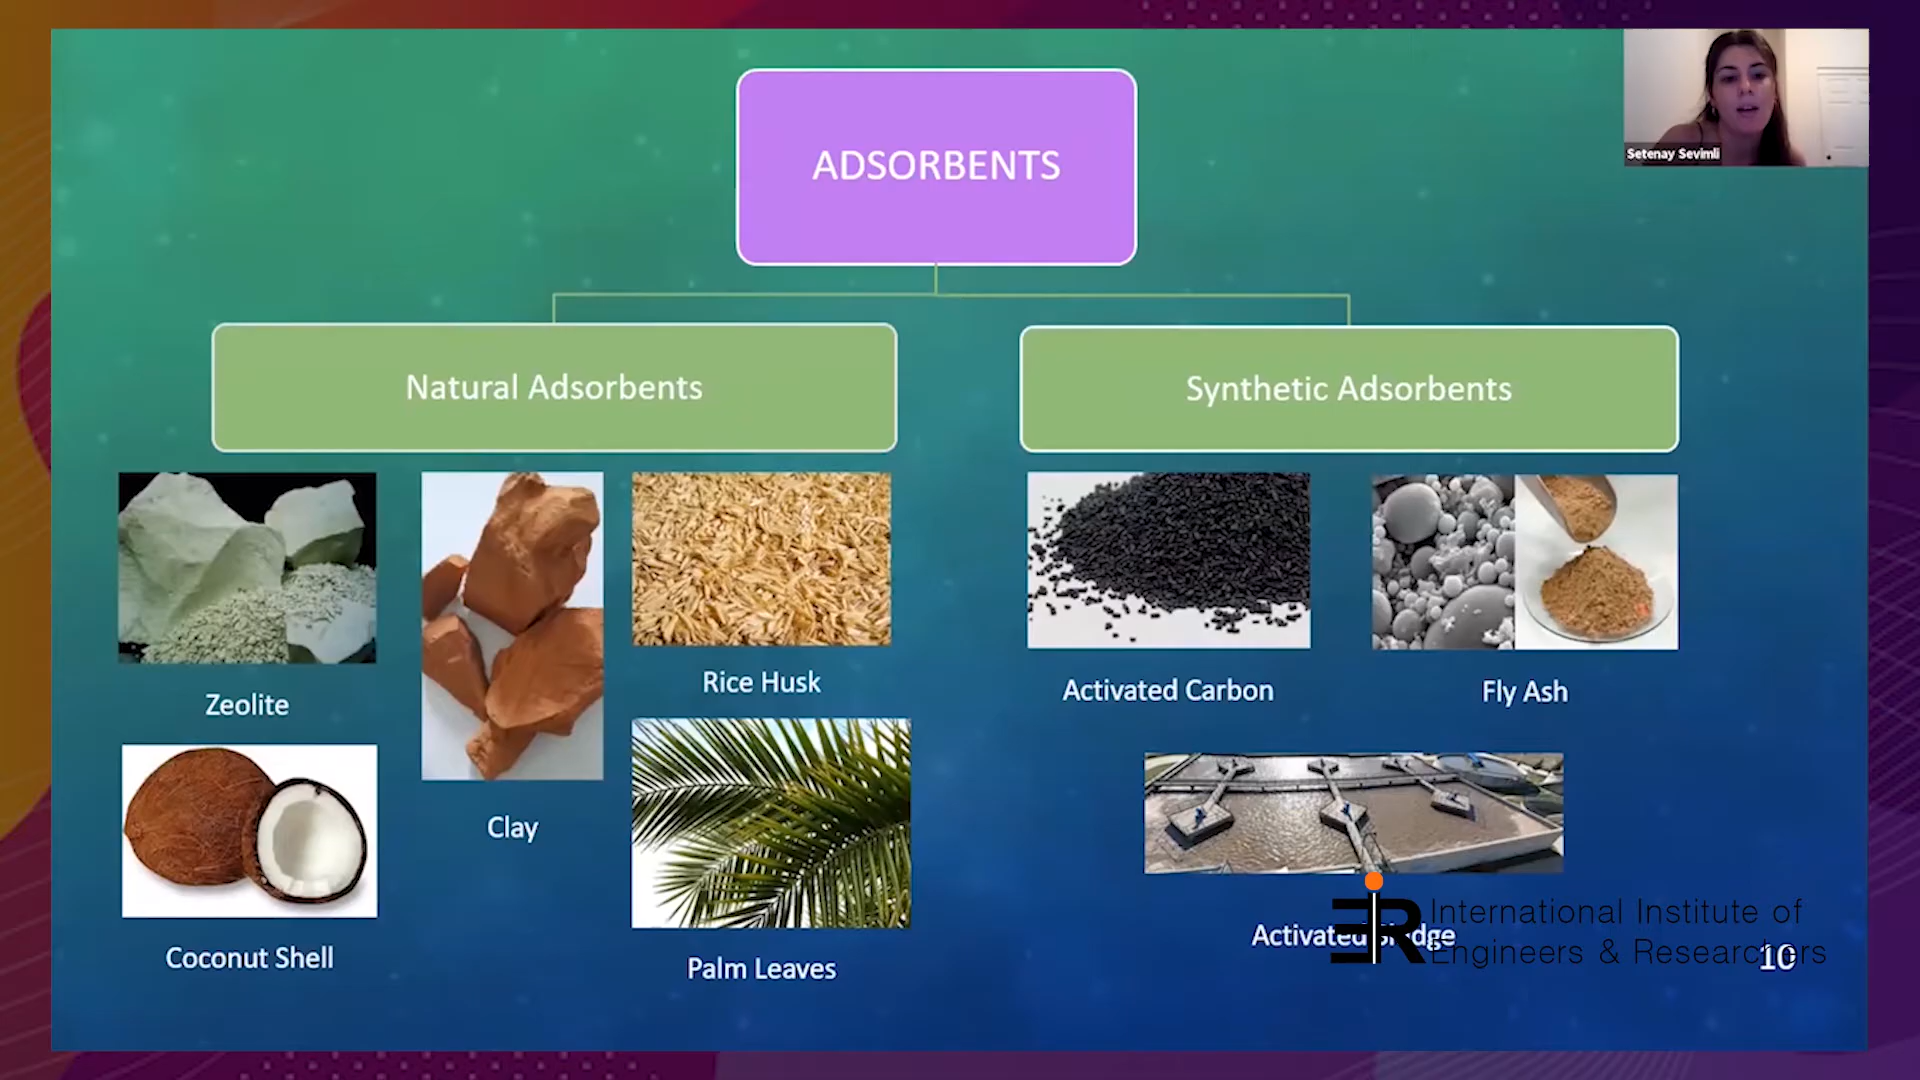 ADSORBENTS
Setenay Sevimli
Natural Adsorbents
Synthetic Adsorbents
Zeolite
Clay
Rice Husk
Coconut Shell
Palm Leaves
Activated Carbon
Fly Ash
Activated Sludge
International Institute of
Engineers & Researchers
10